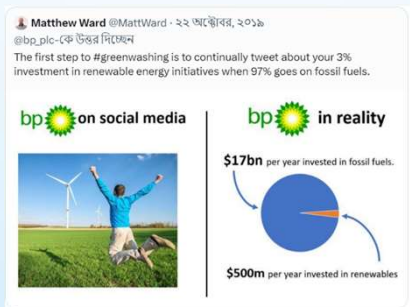 Matthew Ward @MattWard · ২২ অক্টোবর, ২০১৯
@bp_plc-কে উত্তর দিচ্ছেন
The first step to #greenwashing is to continually tweet about your 3%
investment in renewable energy initiatives when 97% goes on fossil fuels.
bp on social media
bp in reality
$17bn per year invested in fossil fuels.
$500m per year invested in renewables